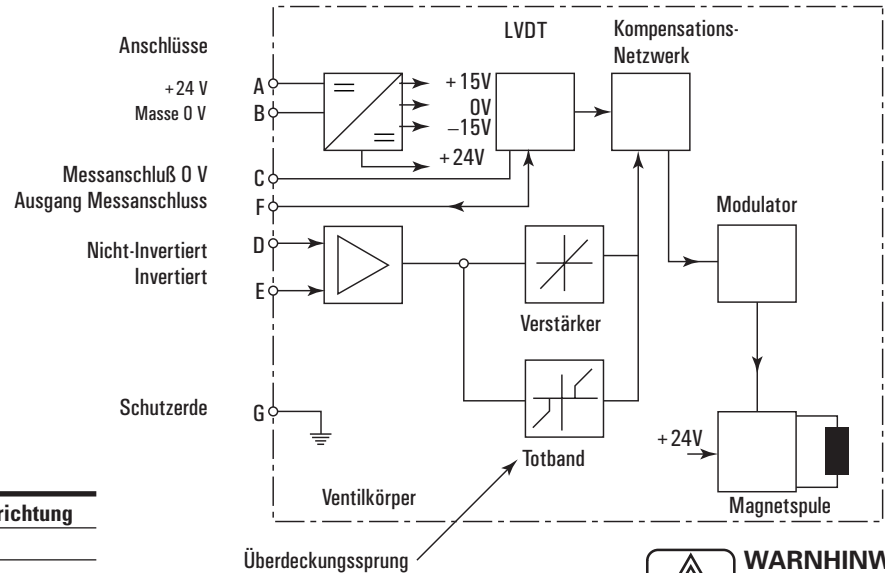 Anschlüsse
LVDT
Kompensations-
Netzwerk
+24 V
A
+15V
0V
–15V
+24V
Masse 0 V
B
Messanschluß 0 V
C
Ausgang Messanschluss
F
Modulator
Nicht-Invertiert
D
Invertiert
E
Verstärker
Schutzerde
G
Totband
+24V
Magnetspule
Ventilkörper
Überdeckungssprung
richtung